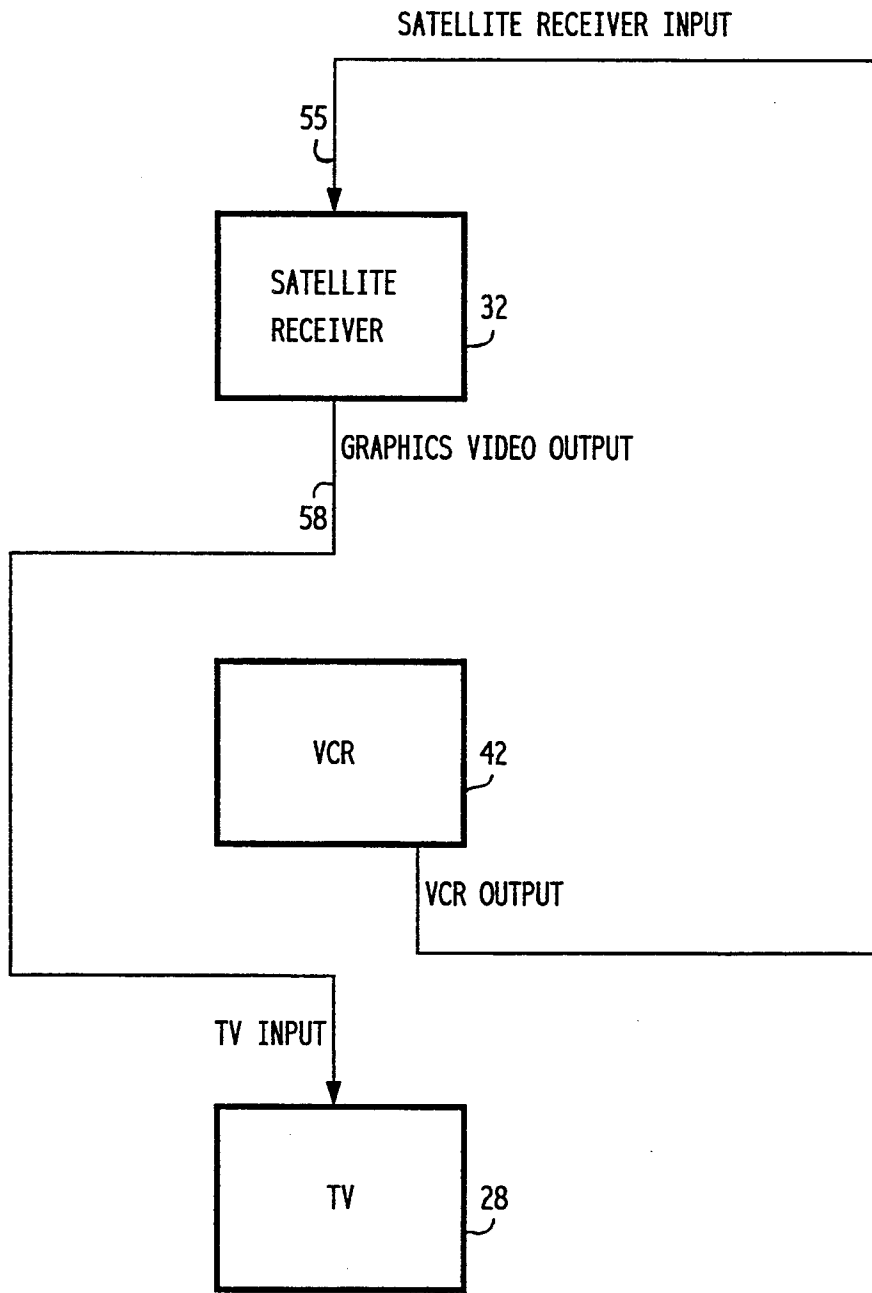 SATELLITE RECEIVER INPUT
55
SATELLITE
RECEIVER
32
GRAPHICS VIDEO OUTPUT
58
VCR
42
VCR OUTPUT
TV INPUT
TV
28